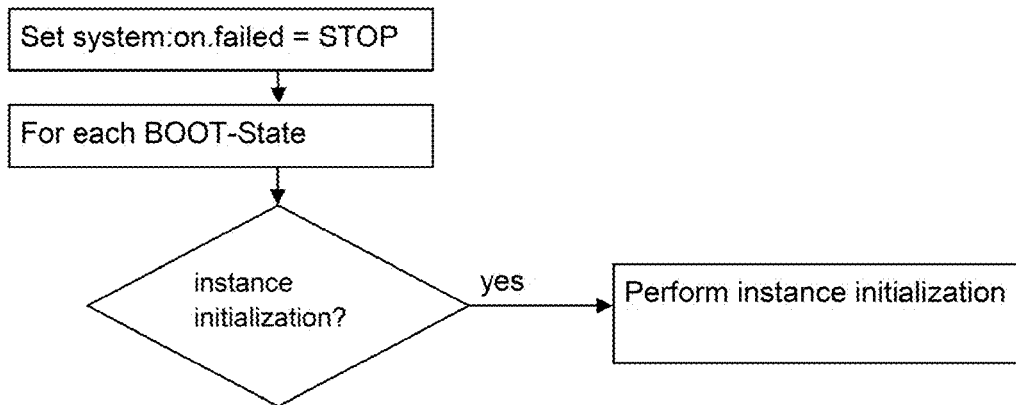 Set system:on.failed = STOP
For each BOOT-State
instance
initialization?
yes
Perform instance initialization